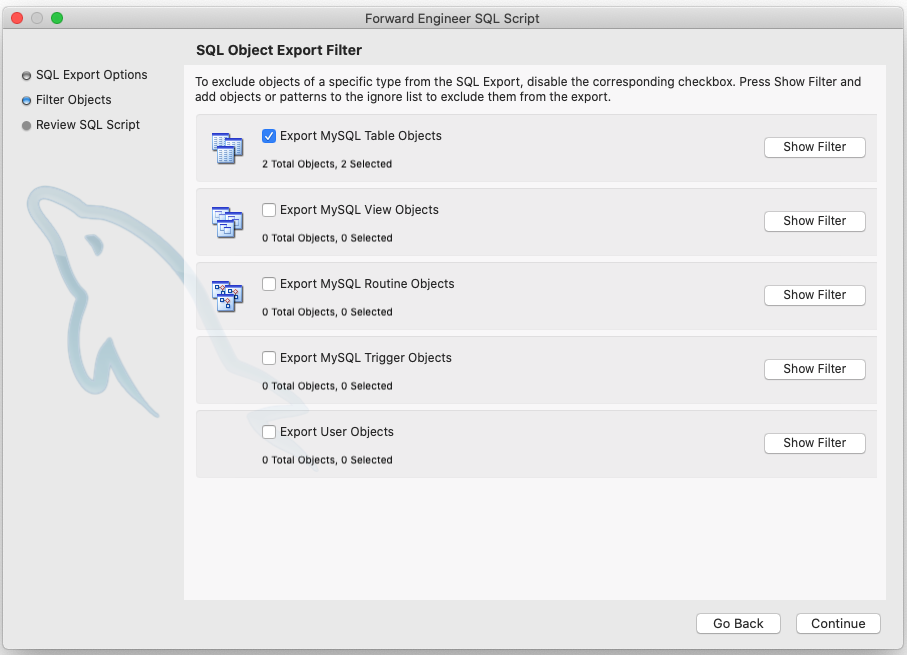 Forward Engineer SQL Script
SQL Object Export Filter
SQL Export Options
Filter Objects
Review SQL Script
To exclude objects of a specific type from the SQL Export, disable the corresponding checkbox. Press Show Filter and
add objects or patterns to the ignore list to exclude them from the export.
Export MySQL Table Objects
2 Total Objects, 2 Selected
Show Filter
Export MySQL View Objects
0 Total Objects, 0 Selected
Show Filter
Export MySQL Routine Objects
0 Total Objects, 0 Selected
Show Filter
Export MySQL Trigger Objects
0 Total Objects, 0 Selected
Show Filter
Export User Objects
0 Total Objects, 0 Selected
Show Filter
Go Back
Continue